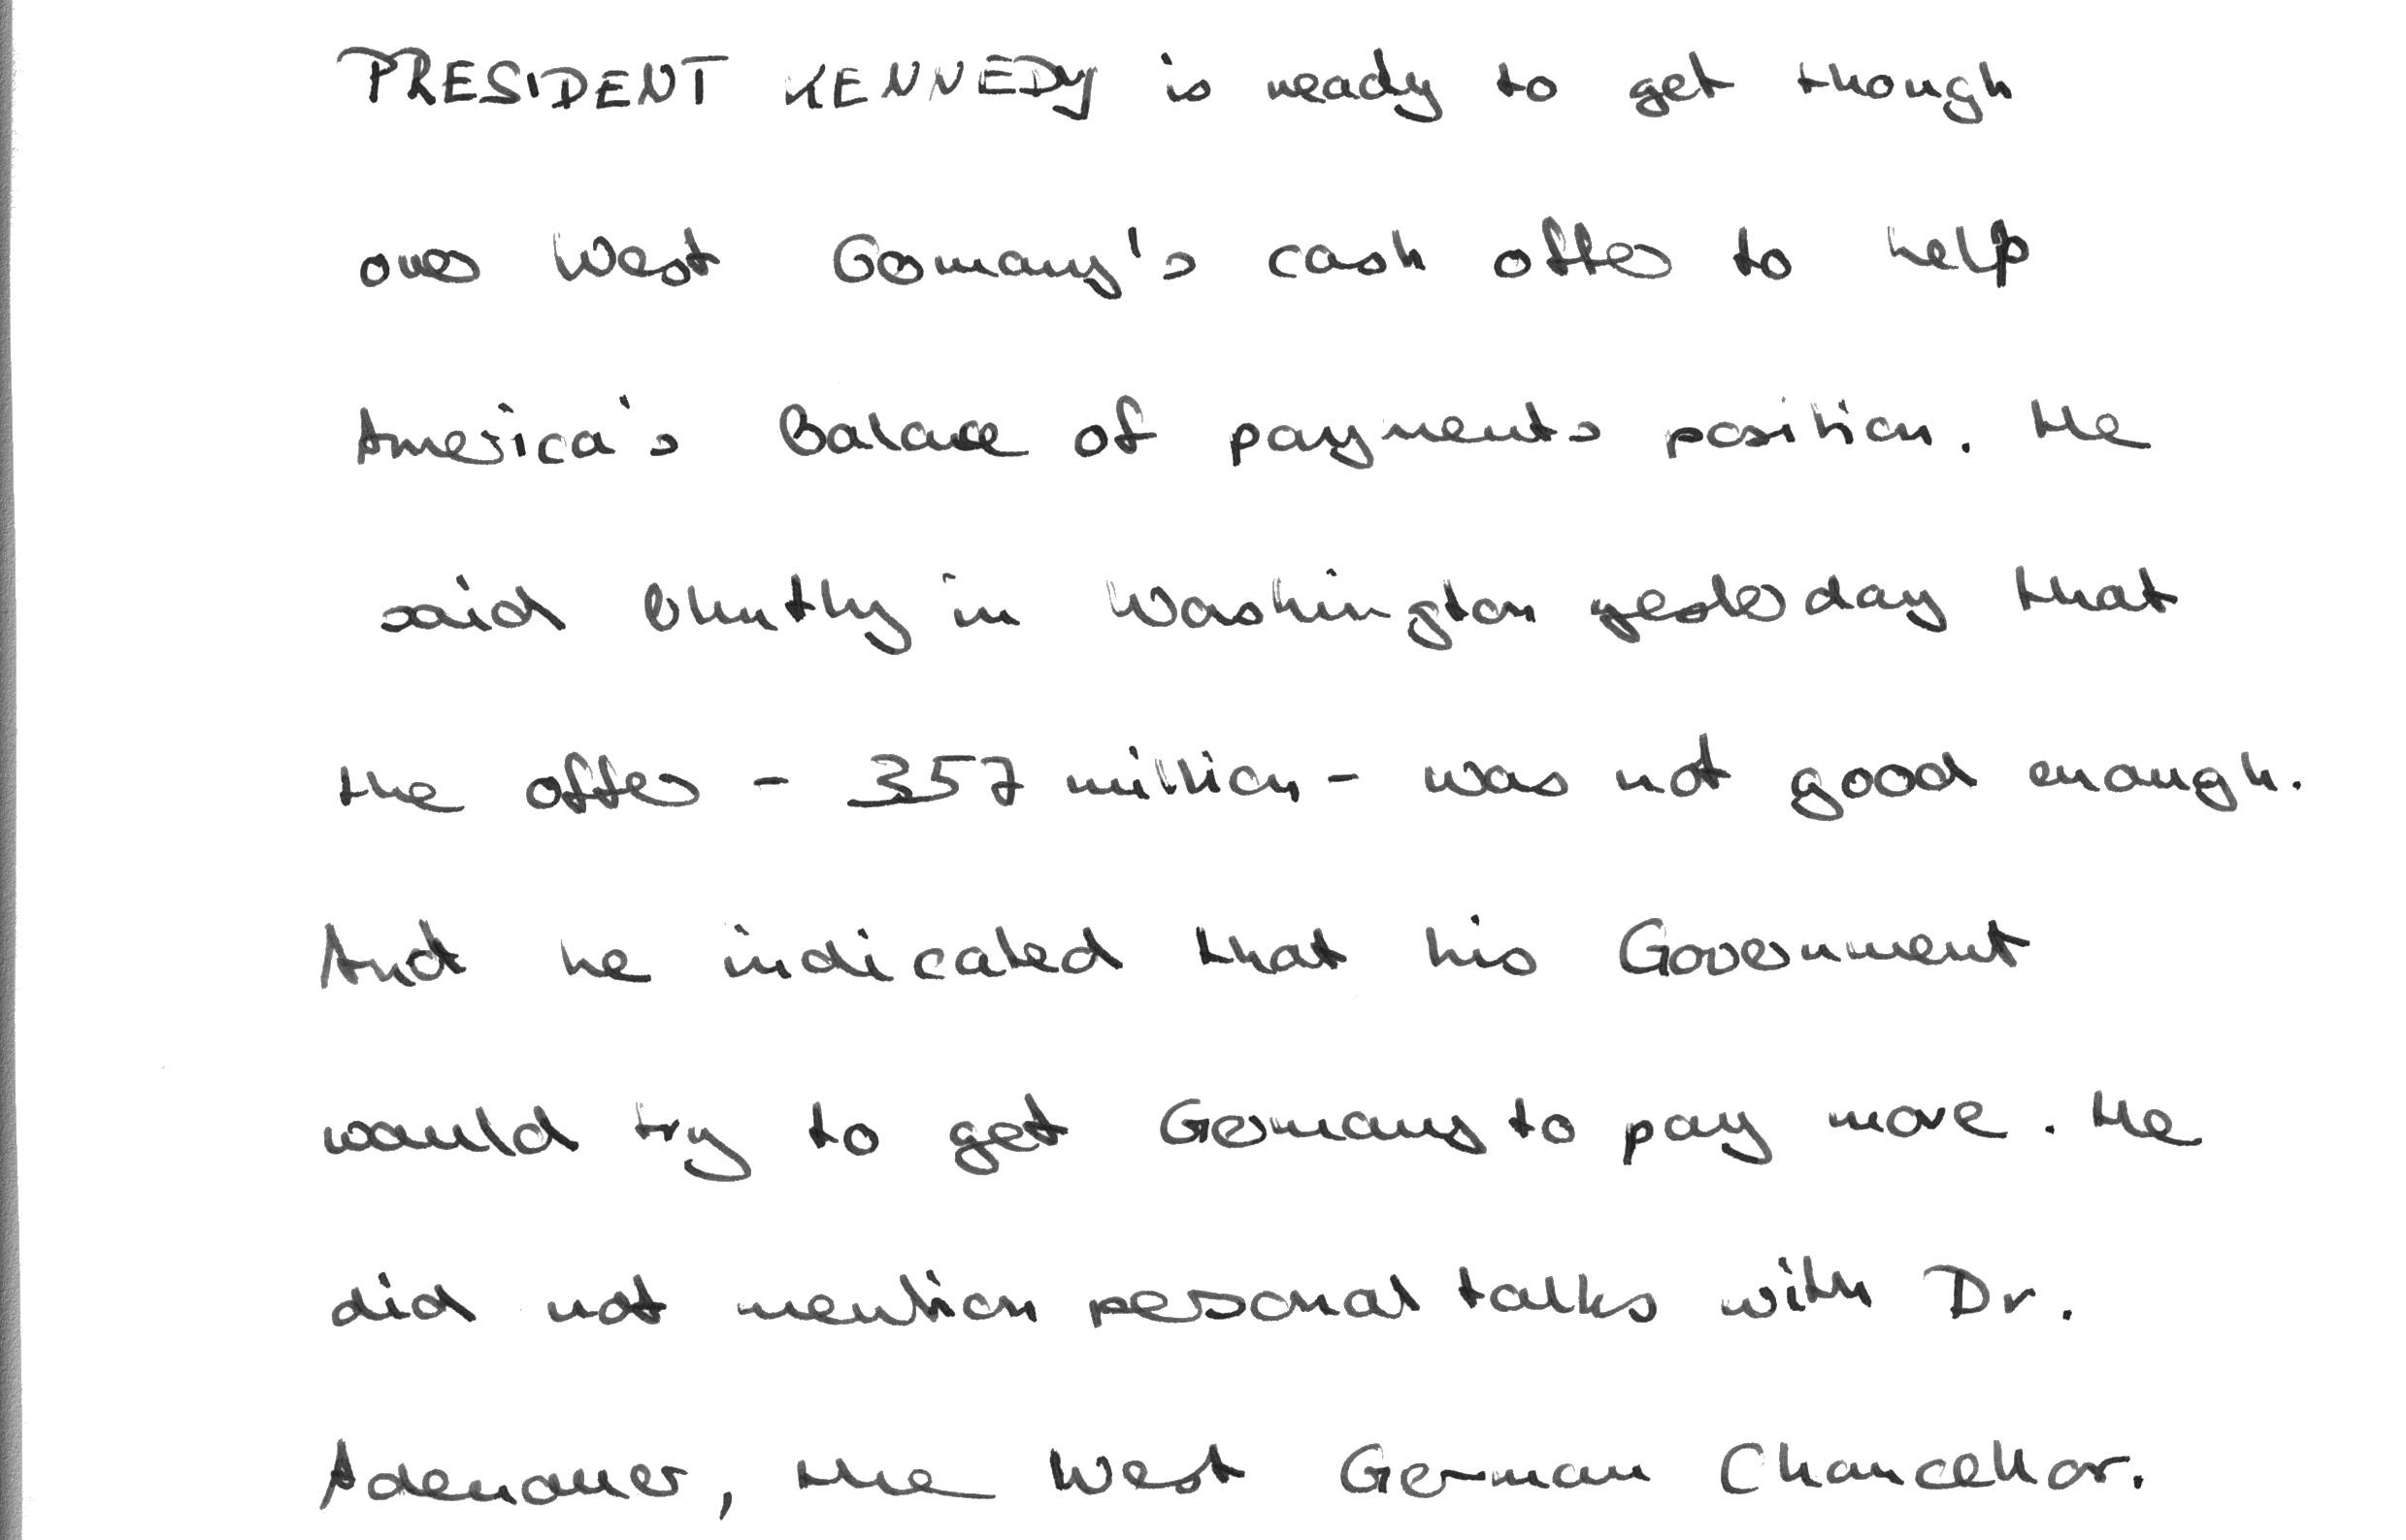 PRESIDENT KENNEDY is ready to get though
over West Germany's cash offer to help
America's Balance of payments position. He
said bluntly in Washington yesterday that
the offer - 357 million - was not good enough.
And he indicated that his Government
would try to get Germany to pay more. He
did not mention personal talks with Dr.
Adenauer, the West German Chancellor.